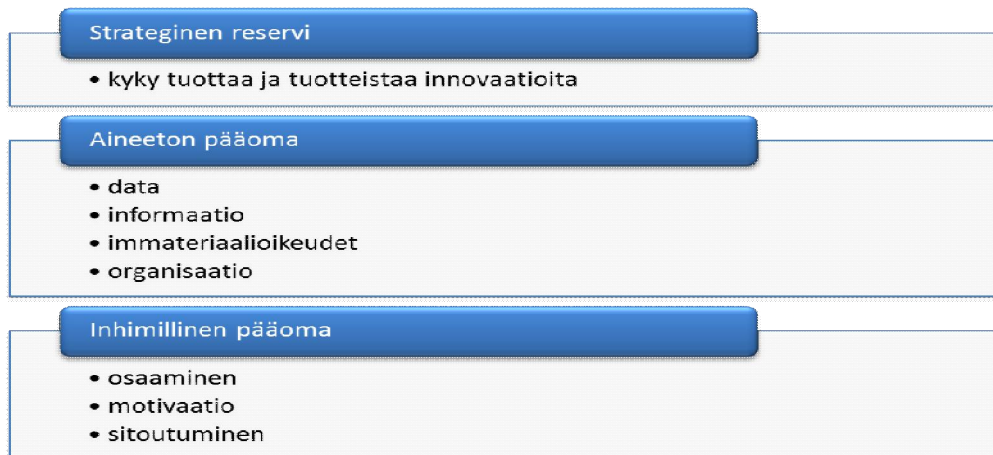 Strateginen reservi
• kyky tuottaa ja tuotteistaa innovaatioita
Aineeton pääoma
• data
• informaatio
• immateriaalioikeudet
• organisaatio
Inhimillinen pääoma
• osaaminen
• motivaatio
• sitoutuminen